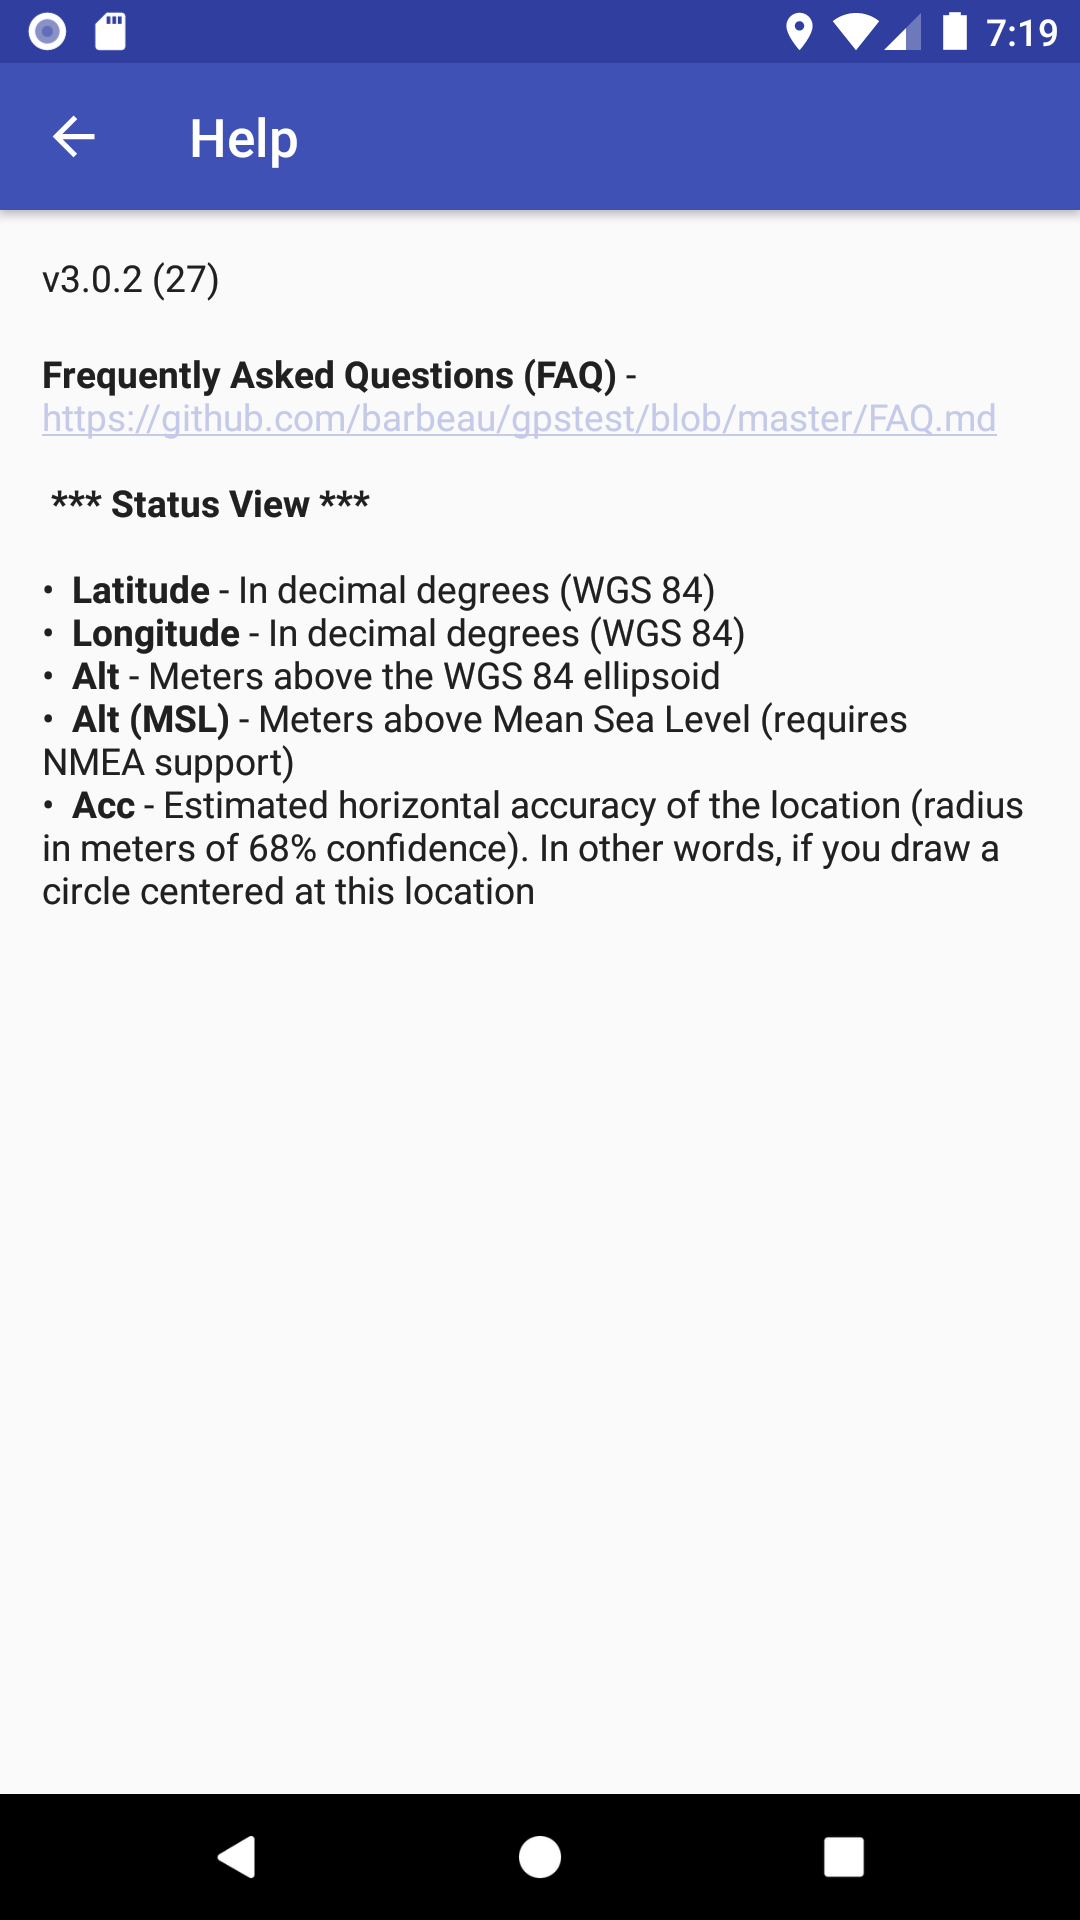 7:19
Help
v3.0.2 (27)
Frequently Asked Questions (FAQ) -
https://github.com/barbeau/gpstest/blob/master/FAQ.md
*** Status View ***
• Latitude - In decimal degrees (WGS 84)
• Longitude - In decimal degrees (WGS 84)
• Alt - Meters above the WGS 84 ellipsoid
• Alt (MSL) - Meters above Mean Sea Level (requires
NMEA support)
• Acc - Estimated horizontal accuracy of the location (radius
in meters of 68% confidence). In other words, if you draw a
circle centered at this location